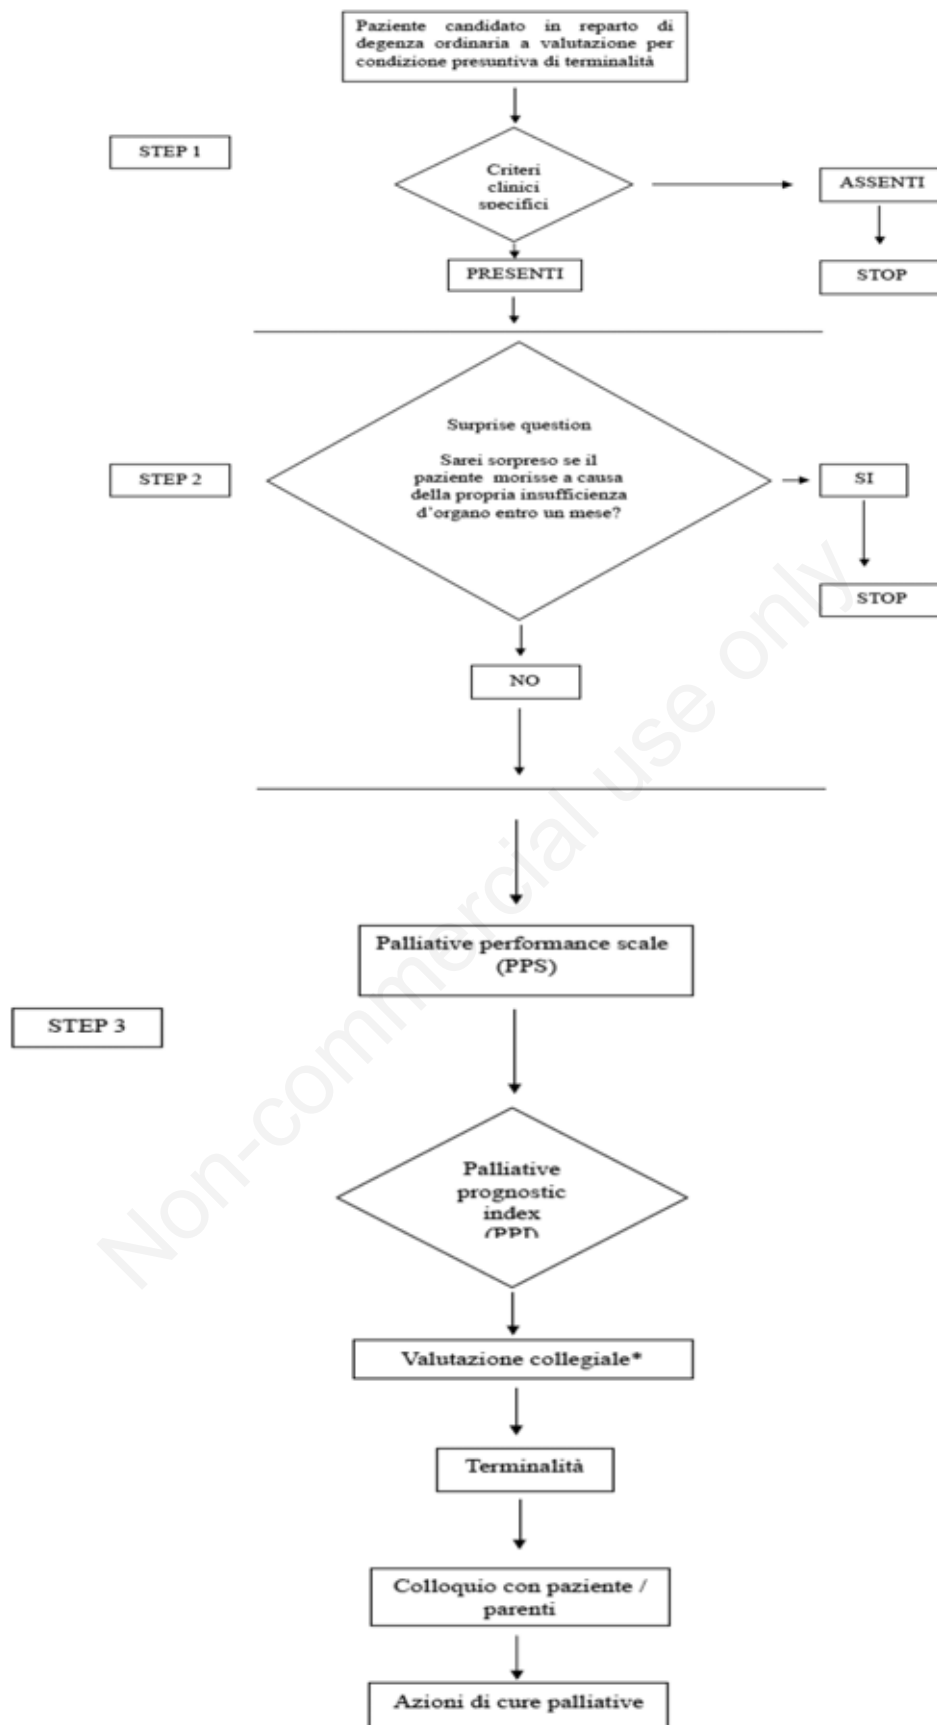 Paziente candidato in reparto di
degenza ordinaria a valutazione per
condizione presuntiva di terminalità
STEP 1
Criteri
clinici
specifici
ASSENTI
PRESENTI
STOP
Surprise question
Sarei sorpreso se il
paziente morisse a causa
della propria insufficienza
d'organo entro un mese?
STEP 2
SI
STOP
NO
Palliative performance scale
(PPS)
STEP 3
Palliative
prognostic
index
(PPI)
Valutazione collegiale*
Terminalità
Colloquio con paziente /
parenti
Azioni di cure palliative
Non-commercial use only